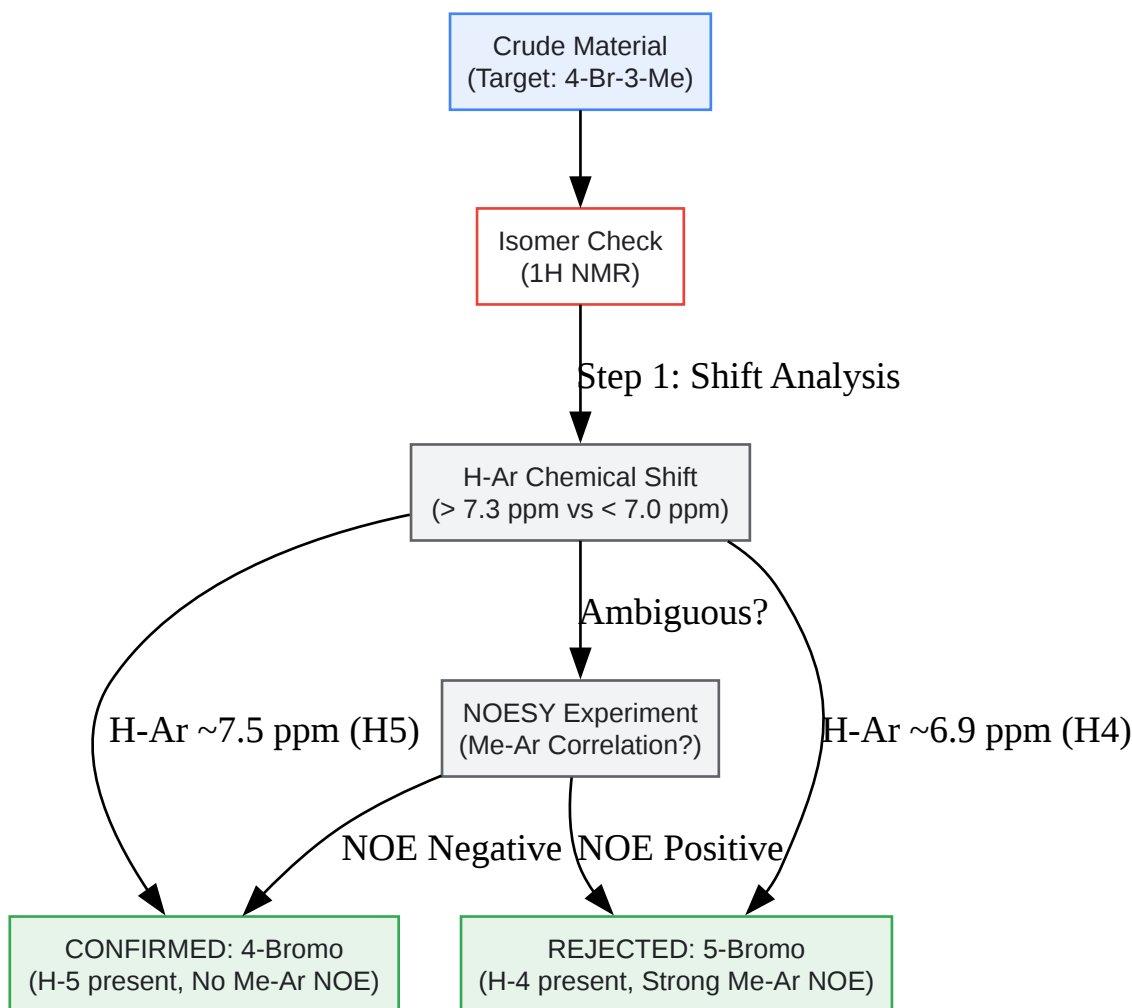 Crude Material
(Target: 4-Br-3-Me)
Isomer Check
(1H NMR)
Step 1: Shift Analysis
H-Ar Chemical Shift
(> 7.3 ppm vs < 7.0 ppm)
Ambiguous?
H-Ar ~7.5 ppm (H5)
NOESY Experiment
(Me-Ar Correlation?)
H-Ar ~6.9 ppm (H4)
NOE Negative
NOE Positive
CONFIRMED: 4-Bromo
(H-5 present, No Me-Ar NOE)
REJECTED: 5-Bromo
(H-4 present, Strong Me-Ar NOE)